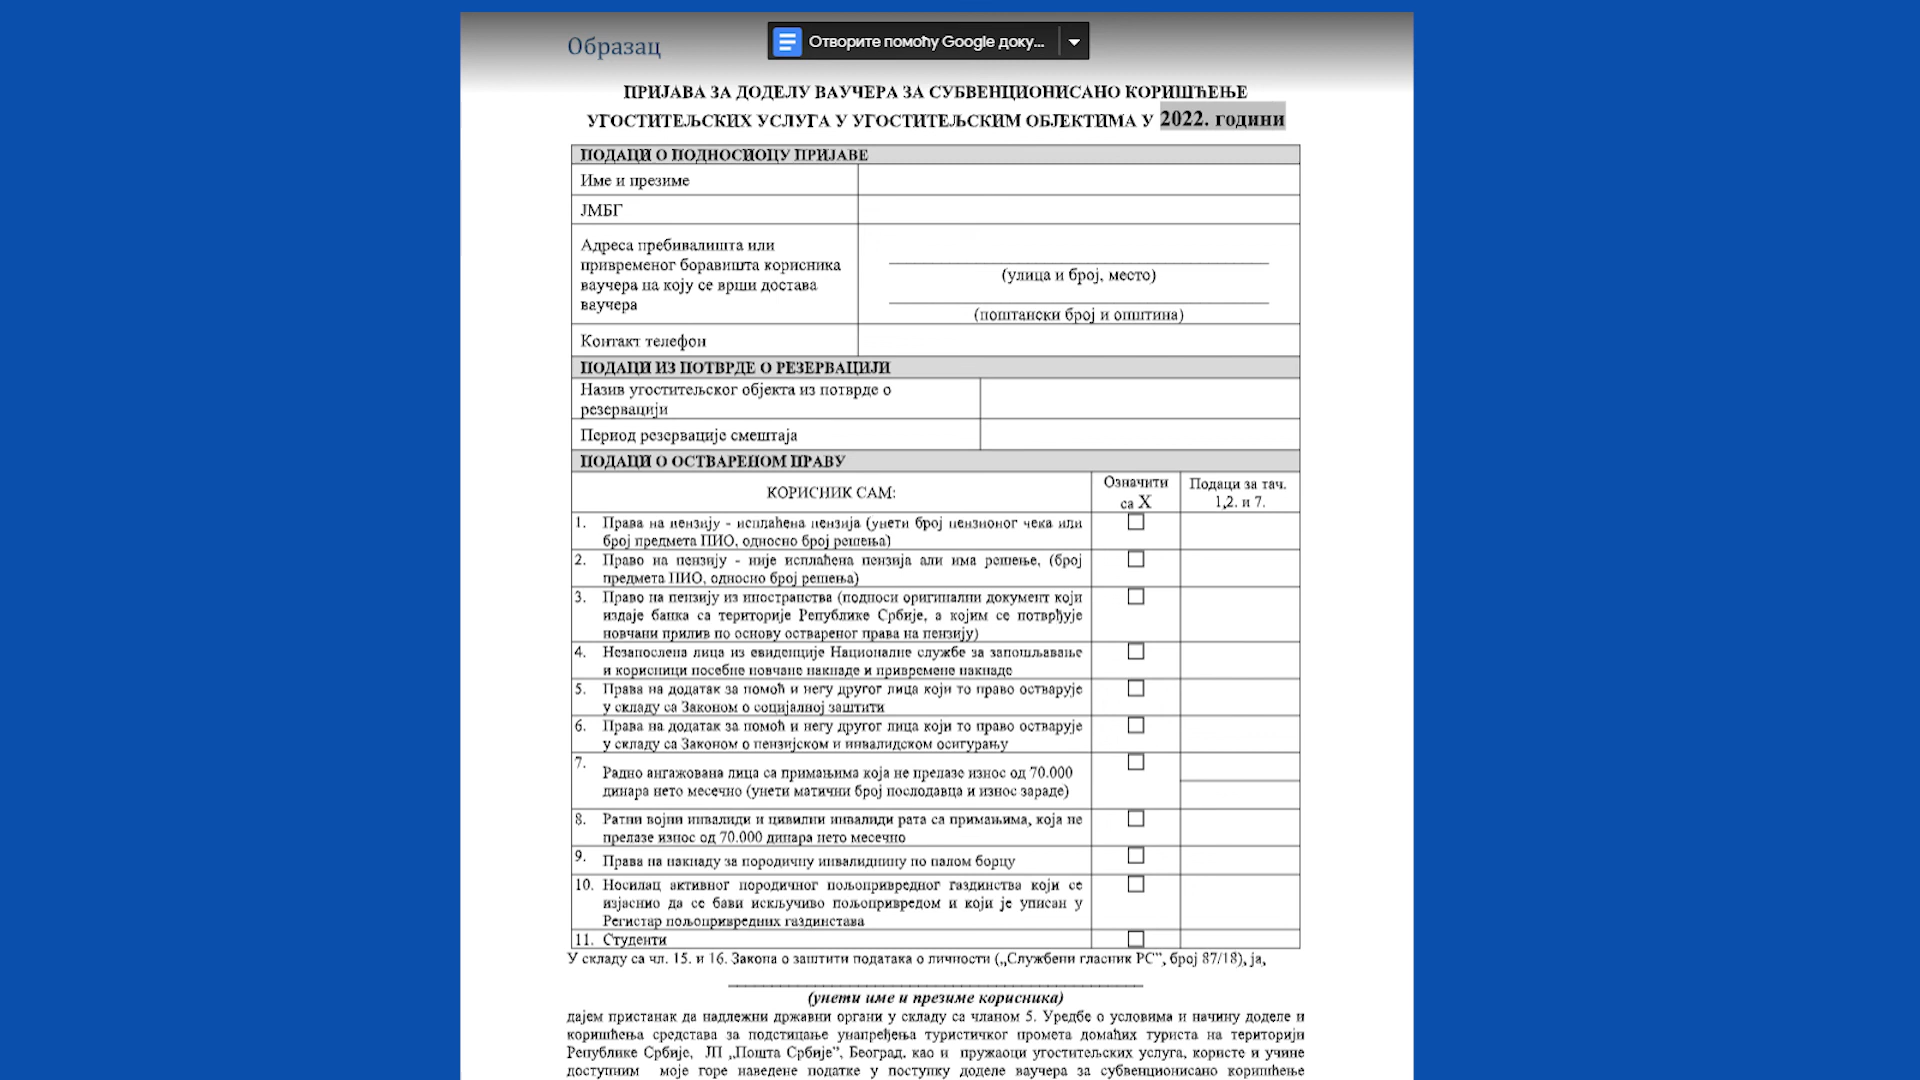 Образац
Отворите помоћу Google доку...
ПРИЈАВА ЗА ДОДЕЛУ ВАУЧЕРА ЗА СУБВЕНЦИОНИСАНО КОРИШЋЕЊЕ
УГОСТИТЕЉСКИХ УСЛУГА У УГОСТИТЕЉСКИМ ОБЈЕКТИМА У 2022. години
ПОДАЦИ О ПОДНОСИОЦУ ПРИЈАВЕ
Име и презиме
ЈМБГ
Адреса пребивалишта или
привременог боравишта корисника
ваучера на коју се врши достава
ваучера
(улица и број, место)
(поштански број и општина)
Контакт телефон
ПОДАЦИ ИЗ ПОТВРДЕ О РЕЗЕРВАЦИЈИ
Назив угоститељског објекта из потврде о
резервацији
Период резервације смештаја
ПОДАЦИ О ОСТВАРЕНОМ ПРАВУ
КОРИСНИК САМ:
Означити
са X
Подаци за тач.
1,2. и 7.
1. Права на пензију - исплаћена пензија (унети број пензионог чека или
број предмета ПИО, односно број решења)
2. Право на пензију - није исплаћена пензија али има решење, (број
предмета ПИО, односно број решења)
3. Право на пензију из иностранства (подноси оригинални документ који
издаје банка са територије Републике Србије, а којим се потврђује
новчани прилив по основу оствареног права на пензију)
4. Незапослена лица из евиденције Националне службе за запошљавање
и корисници посебне новчане накнаде и привремене накнаде
5. Права на додатак за помоћ и негу другог лица који то право остварује
у складу са Законом о социјалној заштити
6. Права на додатак за помоћ и негу другог лица који то право остварује
у складу са Законом о пензијском и инвалидском осигурању
7. Радно ангажована лица са примањима која не прелазе износ од 70.000
динара нето месечно (унети матични број послодавца и износ зараде)
8. Ратни војни инвалиди и цивилни инвалиди рата са примањима, која не
прелазе износ од 70.000 динара нето месечно
9. Права на накнаду за породичну инвалиднину по палом борцу
10. Носилац активног породичног пољопривредног газдинства који се
изјаснио да се бави искључиво пољопривредом и који је уписан у
Регистар пољопривредних газдинстава
11. Студенти
У складу са чл. 15. и 16. Закона о заштити података о личности („Службени гласник РС”, број 87/18), ја,
(унети име и презиме корисника)
дајем пристанак да надлежни државни органи у складу са чланом 5. Уредбе о условима и начину доделе и
коришћења средстава за подстицање унапређења туристичког промета домаћих туриста на територији
Републике Србије, ЈП „Пошта Србије”, Београд, као и пружаоци угоститељских услуга, користе и учине
доступним моје горе наведене податке у поступку доделе ваучера за субвенционисано коришћење